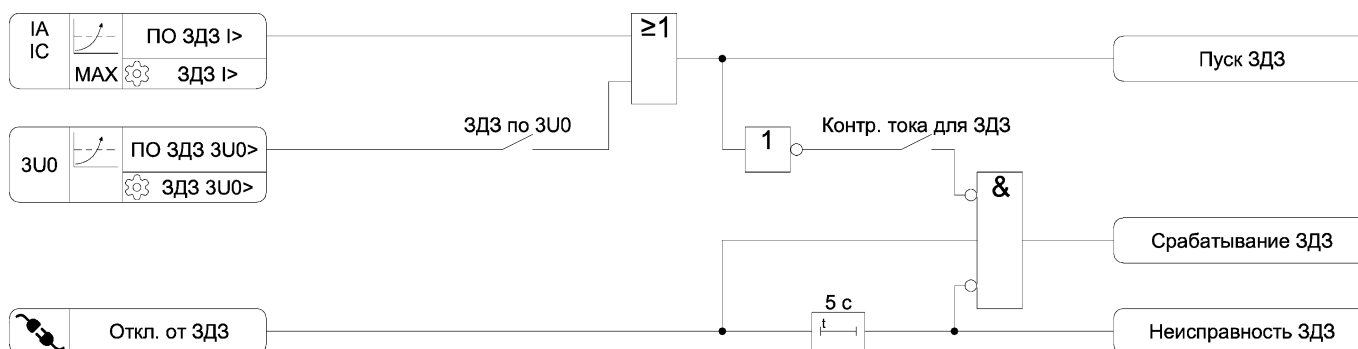 IA
IC
MAX
ПО ЗДЗ I>
ЗДЗ I>
≥1
Пуск ЗДЗ
3U0
ПО ЗДЗ 3U0>
ЗДЗ 3U0>
ЗДЗ по 3U0
1
Контр. тока для ЗДЗ
&
Срабатывание ЗДЗ
Откл. от ЗДЗ
5 с
t
Неисправность ЗДЗ